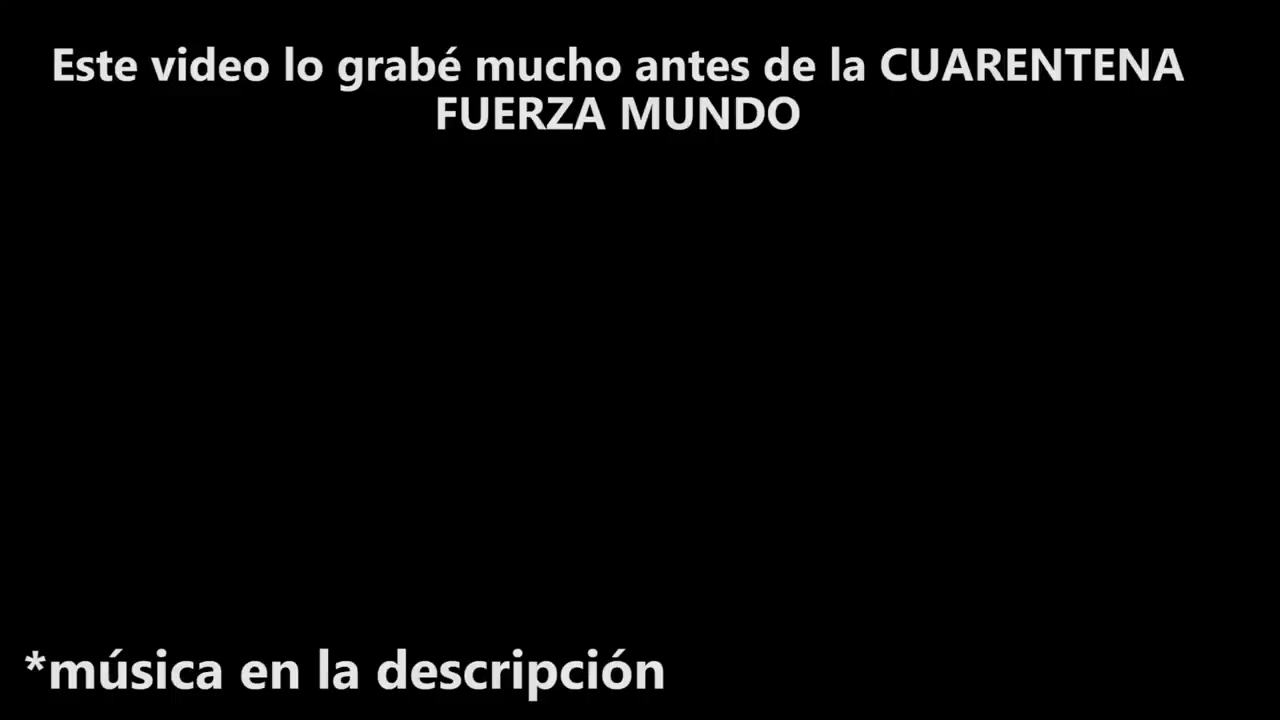 Este video lo grabé mucho antes de la CUARENTENA
FUERZA MUNDO
*música en la descripción